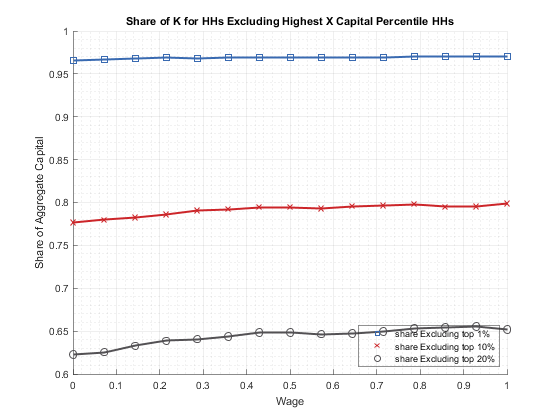 Share of K for HHs Excluding Highest X Capital Percentile HHs
1
0.95
0.9
0.85
0.8
0.75
0.7
0.65
0.6
Share of Aggregate Capital
0 0.1 0.2 0.3 0.4 0.5 0.6 0.7 0.8 0.9 1
Wage
share Excluding top 1%
share Excluding top 10%
share Excluding top 20%